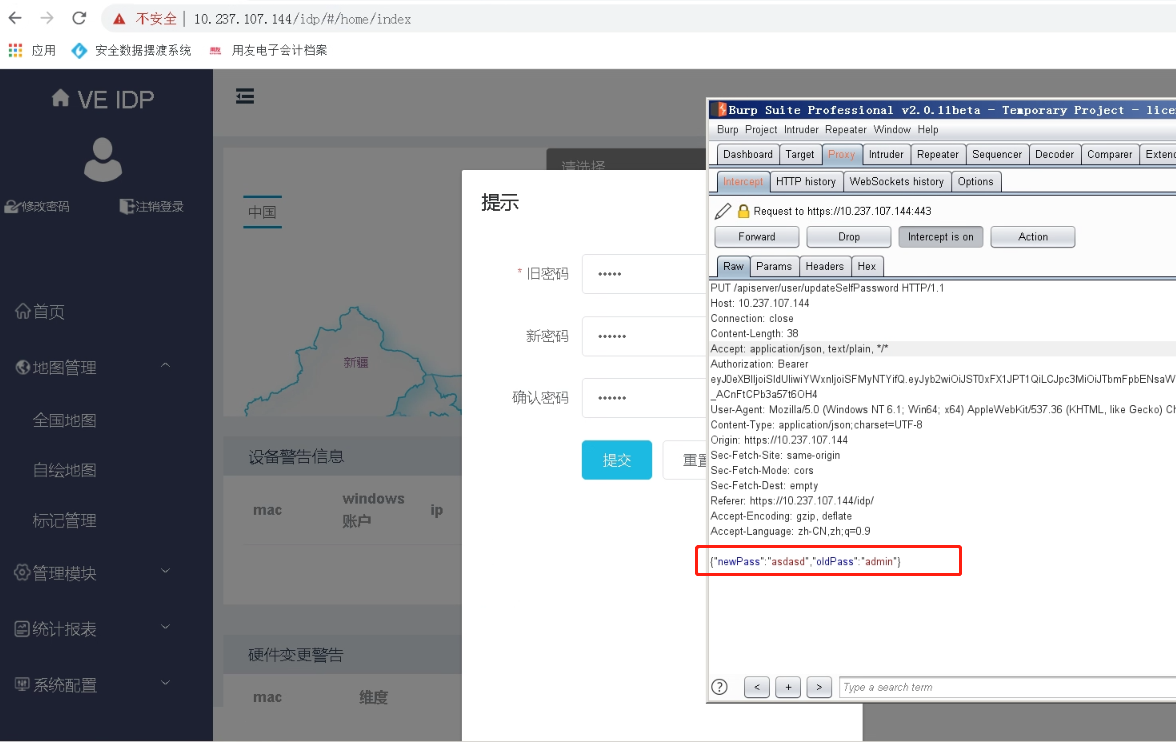 不安全 | 10.237.107.144/idp/#/home/index
应用 安全数据摆渡系统 用友电子会计档案
VE IDP
修改密码 注销登录
首页
地图管理
全国地图
自绘地图
标记管理
管理模块
统计报表
系统配置
请选择
中国
新疆
设备警告信息
mac windows账户 ip
硬件变更警告
mac 维度
提示
* 旧密码 •••••
新密码 ••••••
确认密码 ••••••
提交 重置
Burp Suite Professional v2.0.11beta - Temporary Project - lice
Burp Project Intruder Repeater Window Help
Dashboard Target Proxy Intruder Repeater Sequencer Decoder Comparer Extend
Intercept HTTP history WebSockets history Options
Request to https://10.237.107.144:443
Forward Drop Intercept is on Action
Raw Params Headers Hex
PUT /apiserver/user/updateSelfPassword HTTP/1.1
Host: 10.237.107.144
Connection: close
Content-Length: 38
Accept: application/json, text/plain, */*
Authorization: Bearer
_ACnFtCPb3a57t6OH4
User-Agent: Mozilla/5.0 (Windows NT 6.1; Win64; x64) AppleWebKit/537.36 (KHTML, like Gecko) Ch
Content-Type: application/json;charset=UTF-8
Origin: https://10.237.107.144
Sec-Fetch-Site: same-origin
Sec-Fetch-Mode: cors
Sec-Fetch-Dest: empty
Referer: https://10.237.107.144/idp/
Accept-Encoding: gzip, deflate
Accept-Language: zh-CN,zh;q=0.9
{"newPass":"asdasd","oldPass":"admin"}
? < + > Type a search term